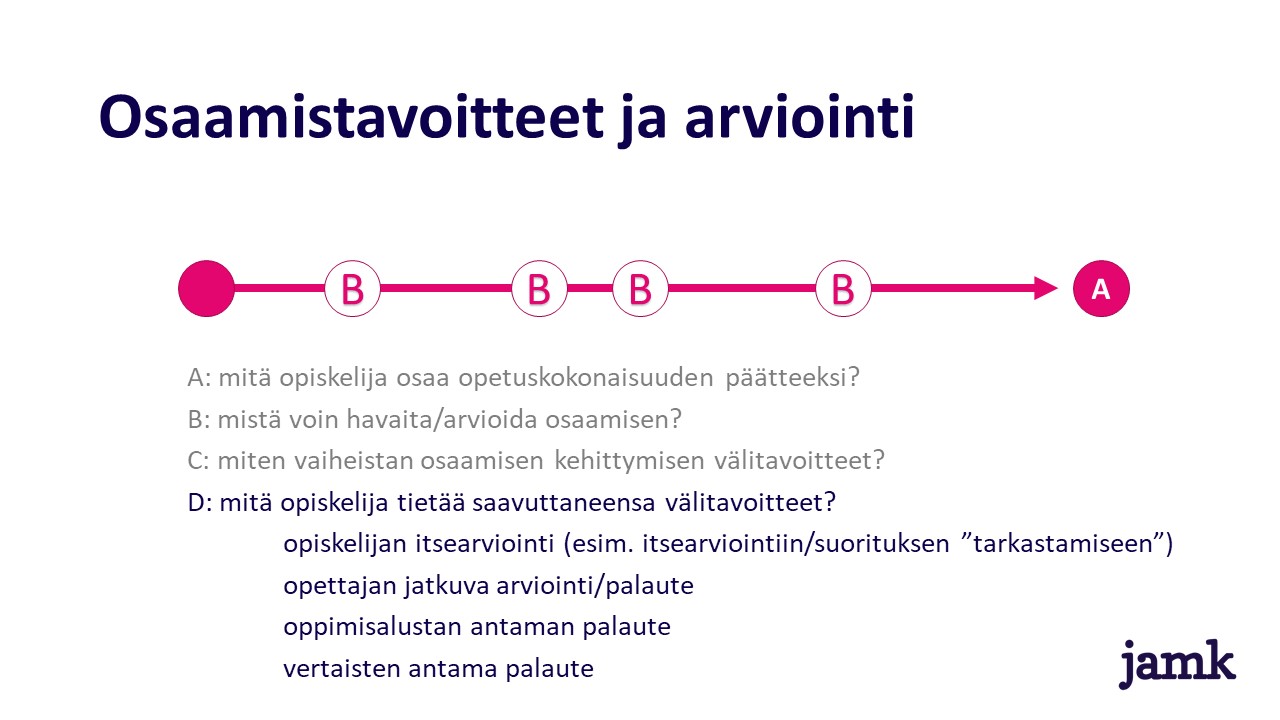 Osaamistavoitteet ja arviointi
B B B B A
A: mitä opiskelija osaa opetuskokonaisuuden päätteeksi?
B: mistä voin havaita/arvioida osaamisen?
C: miten vaiheistan osaamisen kehittymisen välitavoitteet?
D: mitä opiskelija tietää saavuttaneensa välitavoitteet?
opiskelijan itsearviointi (esim. itsearviointiin/suorituksen ”tarkastamiseen”)
opettajan jatkuva arviointi/palaute
oppimisalustan antaman palaute
vertaisten antama palaute
jamk